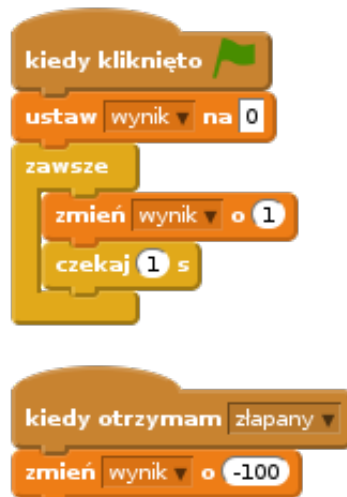 kiedy kliknięto
ustaw wynik na 0
zawsze
zmień wynik o 1
czekaj 1 s
kiedy otrzymam złapany
zmień wynik o -100